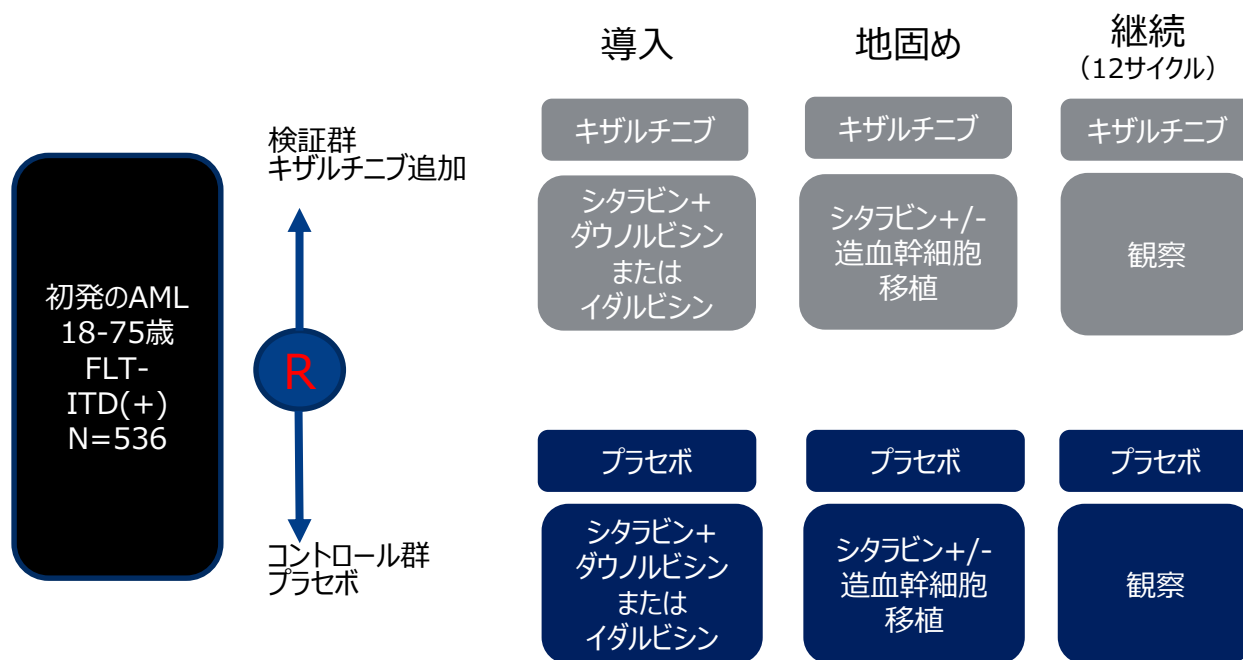 導入
地固め
継続
（12サイクル）
検証群
キザルチニブ追加
キザルチニブ
キザルチニブ
キザルチニブ
シタラビン+
ダウノルビシン
または
イダルビシン
シタラビン+/-
造血幹細胞
移植
観察
初発のAML
18-75歳
FLT-
ITD(+)
N=536
R
コントロール群
プラセボ
プラセボ
プラセボ
プラセボ
シタラビン+
ダウノルビシン
または
イダルビシン
シタラビン+/-
造血幹細胞
移植
観察